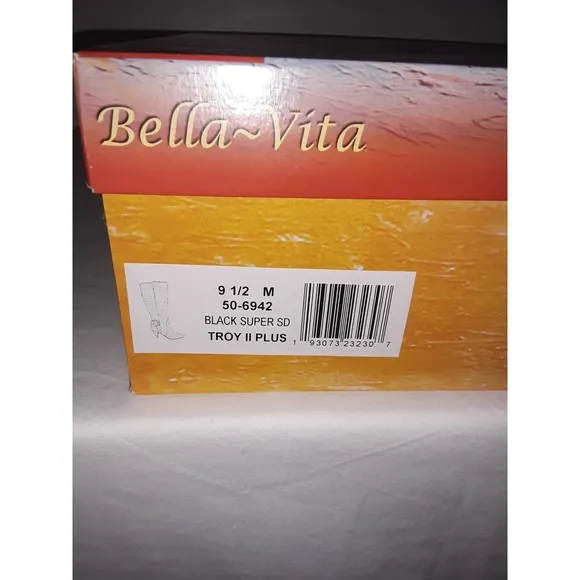 Bella~Vita
9 1/2 M
50-6942
BLACK SUPER SD
TROY II PLUS
1 93073 23230 7